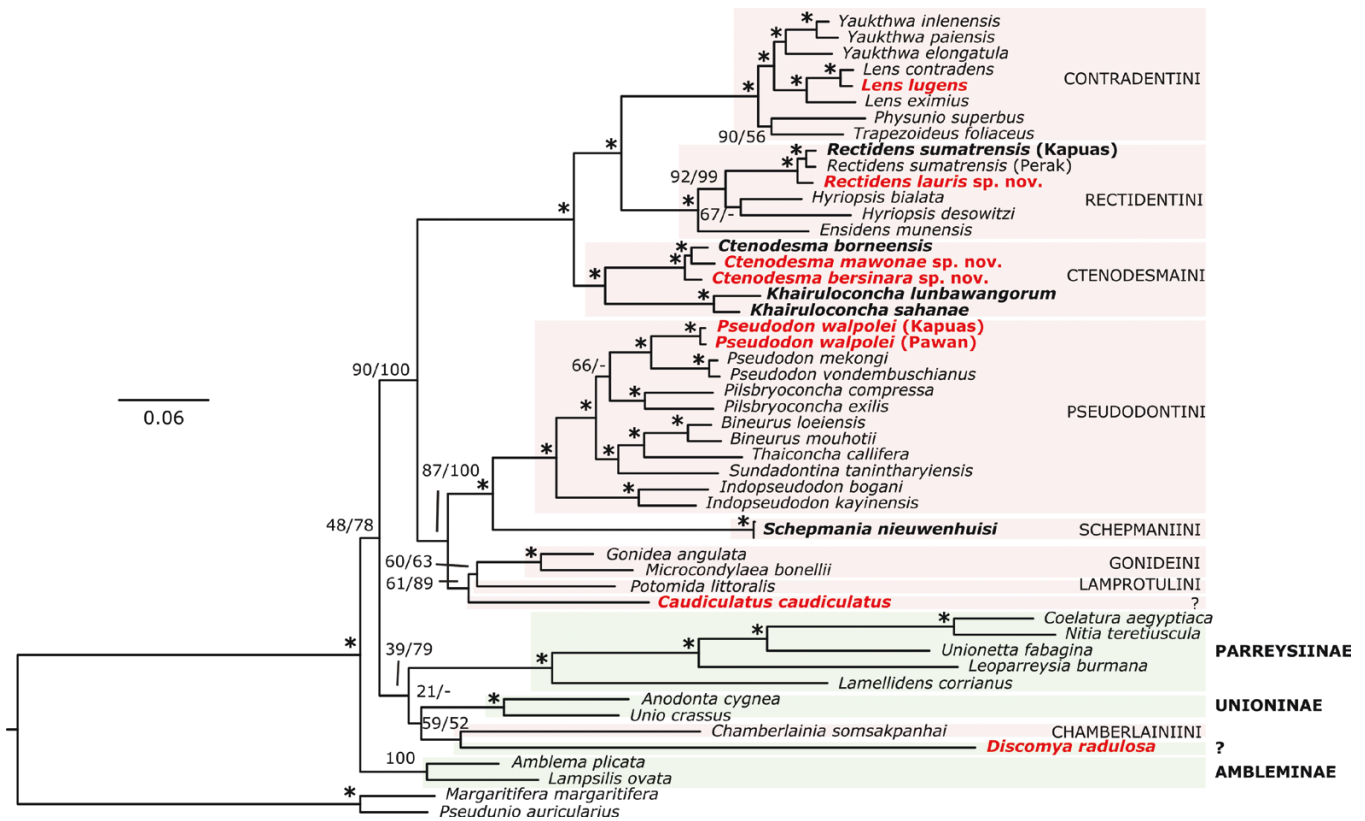 * Yaukthwa inlenensis
* Yaukthwa paiensis
* Yaukthwa elongatula
* Lens contradens
CONTRADENTINI
* * Lens lugens
Lens eximius
Physunio superbus
90/56 Trapezoideus foliaceus
* * Rectidens sumatrensis (Kapuas)
* Rectidens sumatrensis (Perak)
92/99 Rectidens lauris sp. nov.
* Hyriopsis bialata
RECTIDENTINI
67/- Hyriopsis desowitzi
* Ensidens munensis
* Ctenodesma borneensis
* Ctenodesma mawonae sp. nov.
* Ctenodesma bersinara sp. nov.
CTENODESMAINI
* Khairuloconcha lunbawangorum
Khairuloconcha sahanae
* Pseudodon walpolei (Kapuas)
* Pseudodon walpolei (Pawan)
66/- * Pseudodon mekongi
90/100 Pseudodon vondembuschianus
* Pilsbryoconcha compressa
0.06 Pilsbryoconcha exilis
PSEUDODONTINI
* Bineurus loeiensis
* * Bineurus mouhotii
* Thaiconcha callifera
87/100 Sundadontina tanintharyiensis
* * Indopseudodon bogani
Indopseudodon kayinensis
48/78 * Schepmania nieuwenhuisi
SCHEPMANIINI
* Gonidea angulata
GONIDEINI
60/63 Microcondylaea bonellii
61/89 Potomida littoralis
LAMPROTULINI
Caudiculatus caudiculatus
?
* Coelatura aegyptiaca
* * Nitia teretiuscula
39/79 * Unionetta fabagina
PARREYSIINAE
* Leoparreysia burmana
Lamellidens corrianus
21/- * Anodonta cygnea
UNIONINAE
Unio crassus
59/52 Chamberlainia somsakpanhai
CHAMBERLAINIINI
Discomya radulosa
?
100 Amblema plicata
AMBLEMINAE
Lampsilis ovata
* Margaritifera margaritifera
Pseudunio auricularius